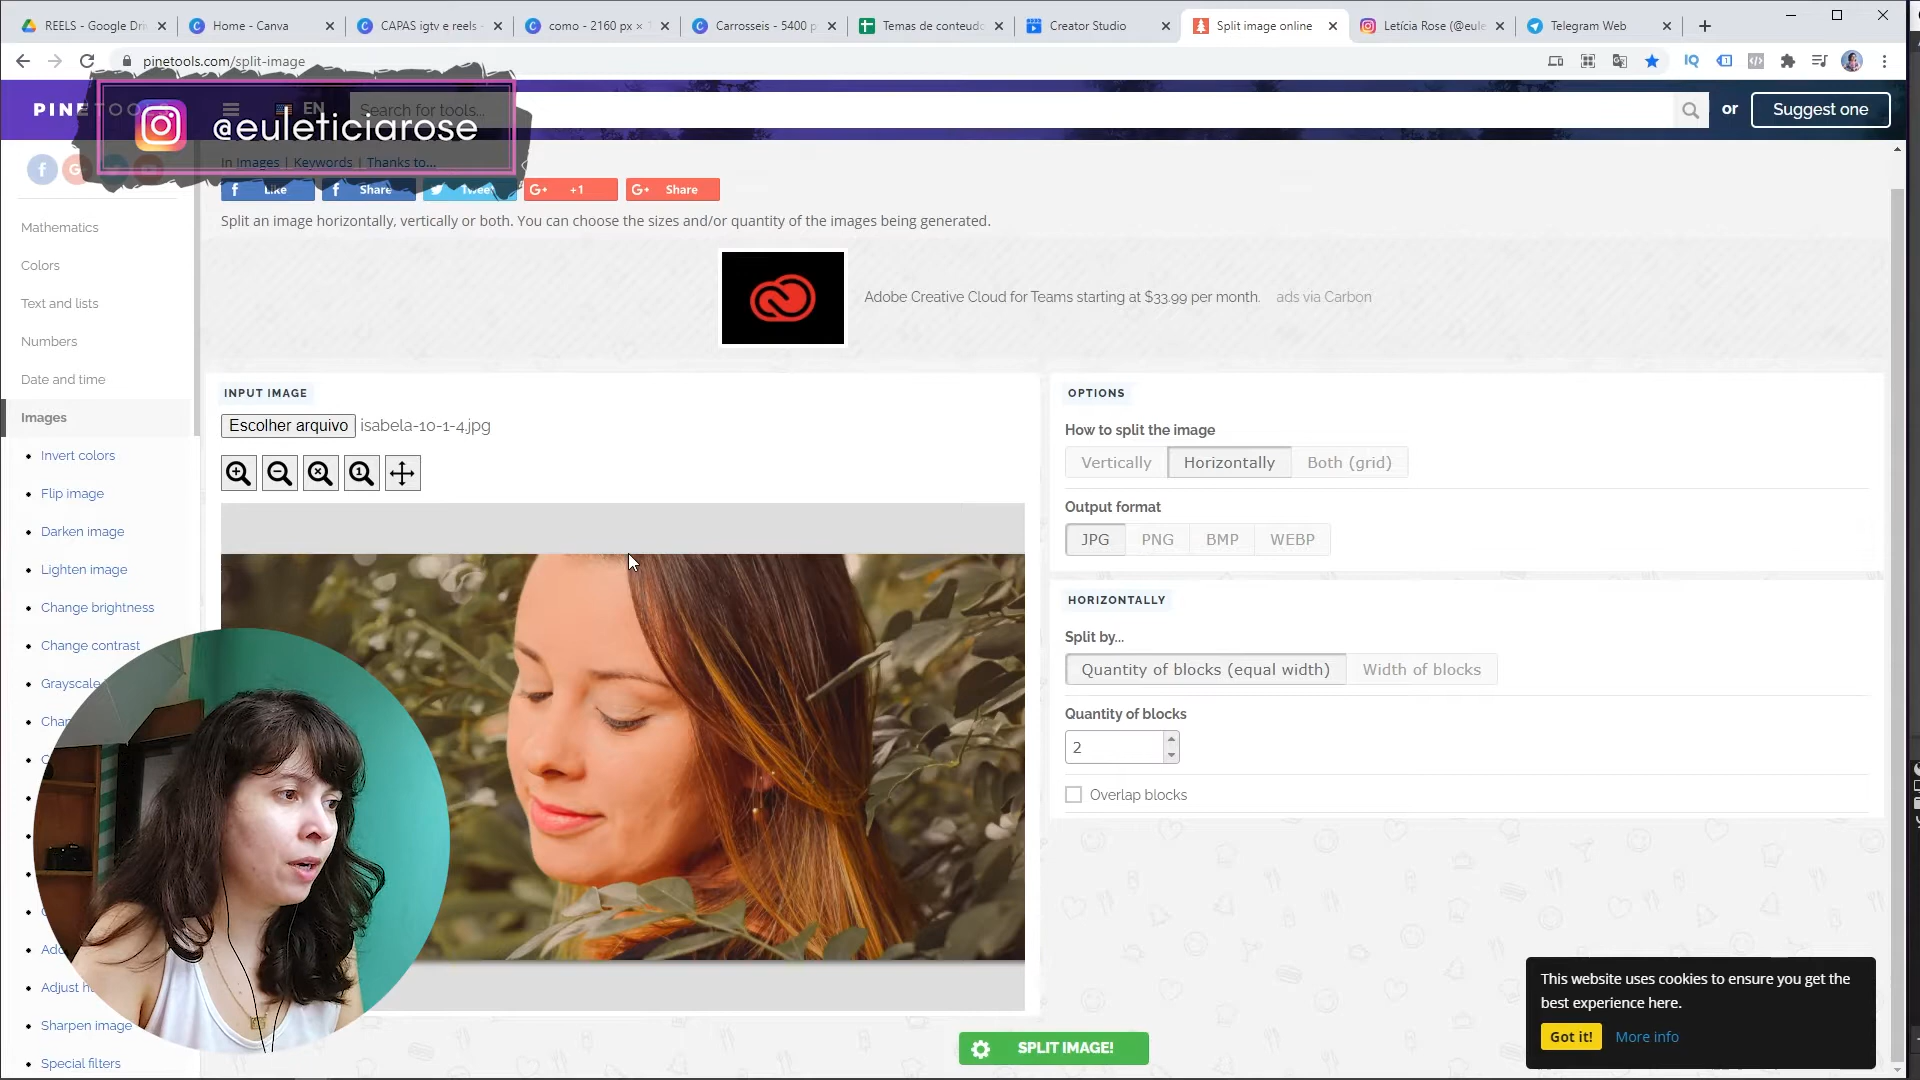 REELS - Google Dri
Home - Canva
CAPAS igtv e reels -
como - 2160 px ×
Carrosseis - 5400 p
Temas de conteudo
Creator Studio
Split image online
Letícia Rose (@eule
Telegram Web
pinetools.com/split-image
PINETOOLS
EN
Search for tools...
or
Suggest one
@euleticiarose
In Images | Keywords | Thanks to...
Like
Share
Tweet
G+ +1
G+ Share
Split an image horizontally, vertically or both. You can choose the sizes and/or quantity of the images being generated.
Adobe Creative Cloud for Teams starting at $33.99 per month. ads via Carbon
Mathematics
Colors
Text and lists
Numbers
Date and time
Images
Invert colors
Flip image
Darken image
Lighten image
Change brightness
Change contrast
Grayscale
Adjust
Sharpen image
Special filters
INPUT IMAGE
Escolher arquivo isabela-10-1-4.jpg
OPTIONS
How to split the image
Vertically
Horizontally
Both (grid)
Output format
JPG
PNG
BMP
WEBP
HORIZONTALLY
Split by...
Quantity of blocks (equal width)
Width of blocks
Quantity of blocks
2
Overlap blocks
SPLIT IMAGE!
This website uses cookies to ensure you get the
best experience here.
Got it!
More info